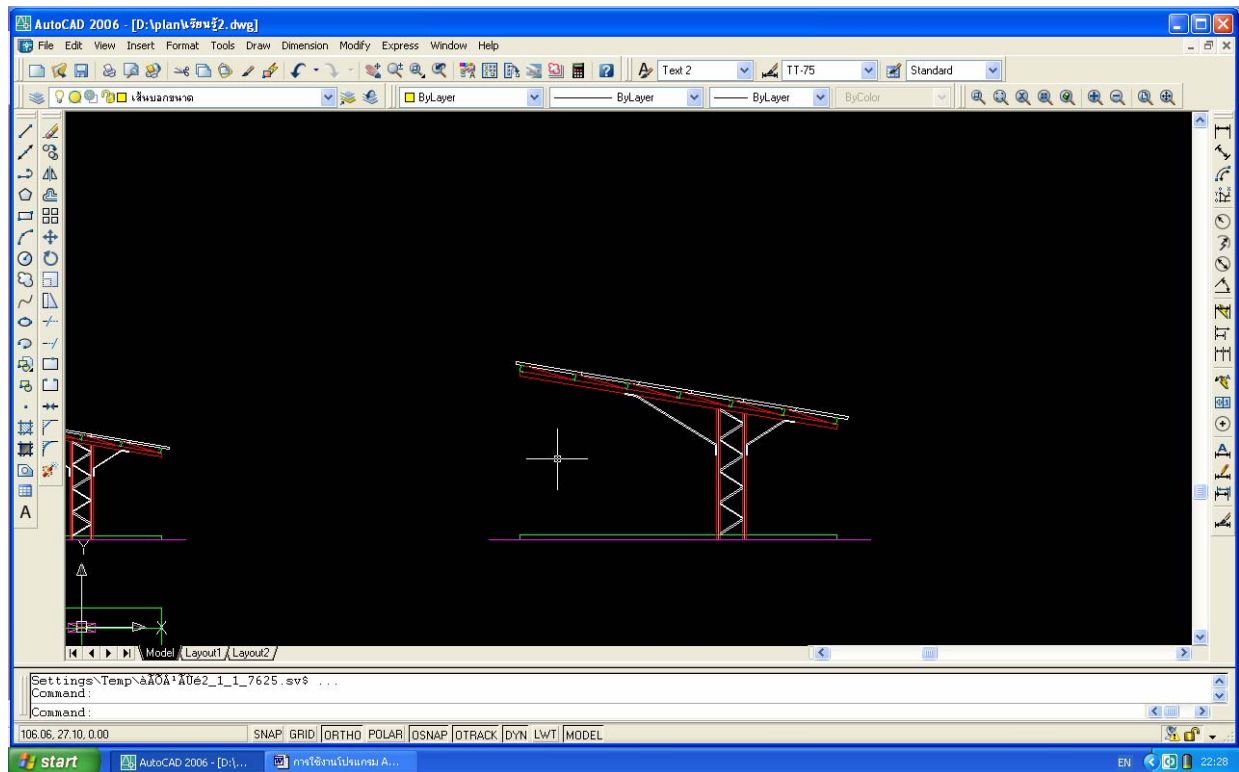 AutoCAD 2006 - [D:\plan\เรียนรู้2.dwg]
File Edit View Insert Format Tools Draw Dimension Modify Express Window Help
Text 2 TT-75 Standard
เส้นบอกขนาด ByLayer ByLayer ByLayer ByColor
A
Y
X
Model Layout1 Layout2
Settings\Temp\àÃÕÂ¹ÃÙé2_1_1_7625.sv$ ...
Command:
Command:
106.06, 27.10, 0.00 SNAP GRID ORTHO POLAR OSNAP OTRACK DYN LWT MODEL
start AutoCAD 2006 - [D:\... การใช้งานโปรแกรม A... EN 22:28